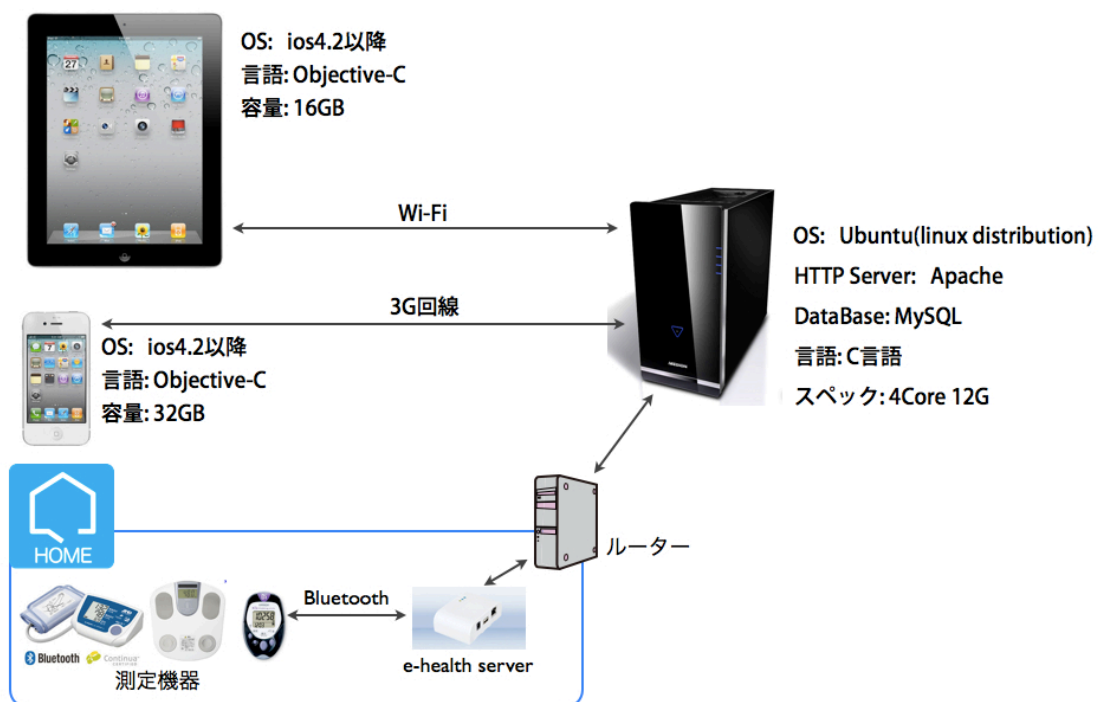 OS: ios4.2以降
言語: Objective-C
容量: 16GB
Wi-Fi
OS: Ubuntu(linux distribution)
HTTP Server: Apache
DataBase: MySQL
言語: C言語
スペック: 4Core 12G
3G回線
OS: ios4.2以降
言語: Objective-C
容量: 32GB
HOME
ルーター
Bluetooth
Bluetooth
Continua
CERTIFIED
測定機器
e-health server
27